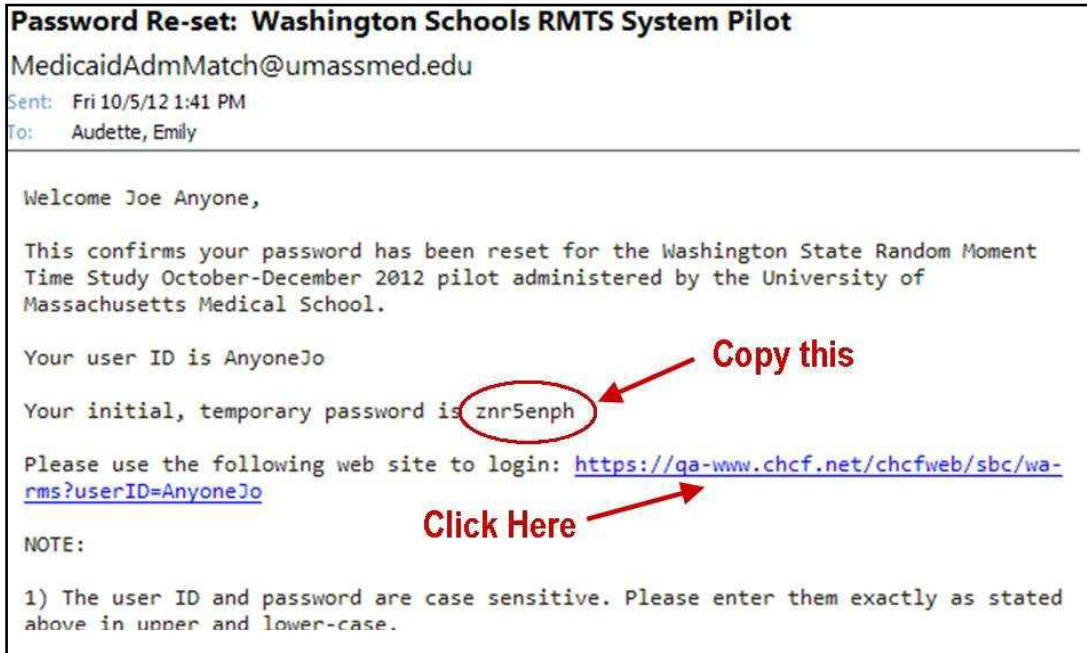 Password Re-set: Washington Schools RMTS System Pilot
MedicaidAdmMatch@umassmed.edu
Sent: Fri 10/5/12 1:41 PM
To: Audette, Emily
Welcome Joe Anyone,
This confirms your password has been reset for the Washington State Random Moment
Time Study October-December 2012 pilot administered by the University of
Massachusetts Medical School.
Your user ID is AnyoneJo
Copy this
Your initial, temporary password is znr5enph
Please use the following web site to login: https://qa-www.chcf.net/chcfweb/sbc/wa-
rms?userID=AnyoneJo
Click Here
NOTE:
1) The user ID and password are case sensitive. Please enter them exactly as stated
above in upper and lower-case.